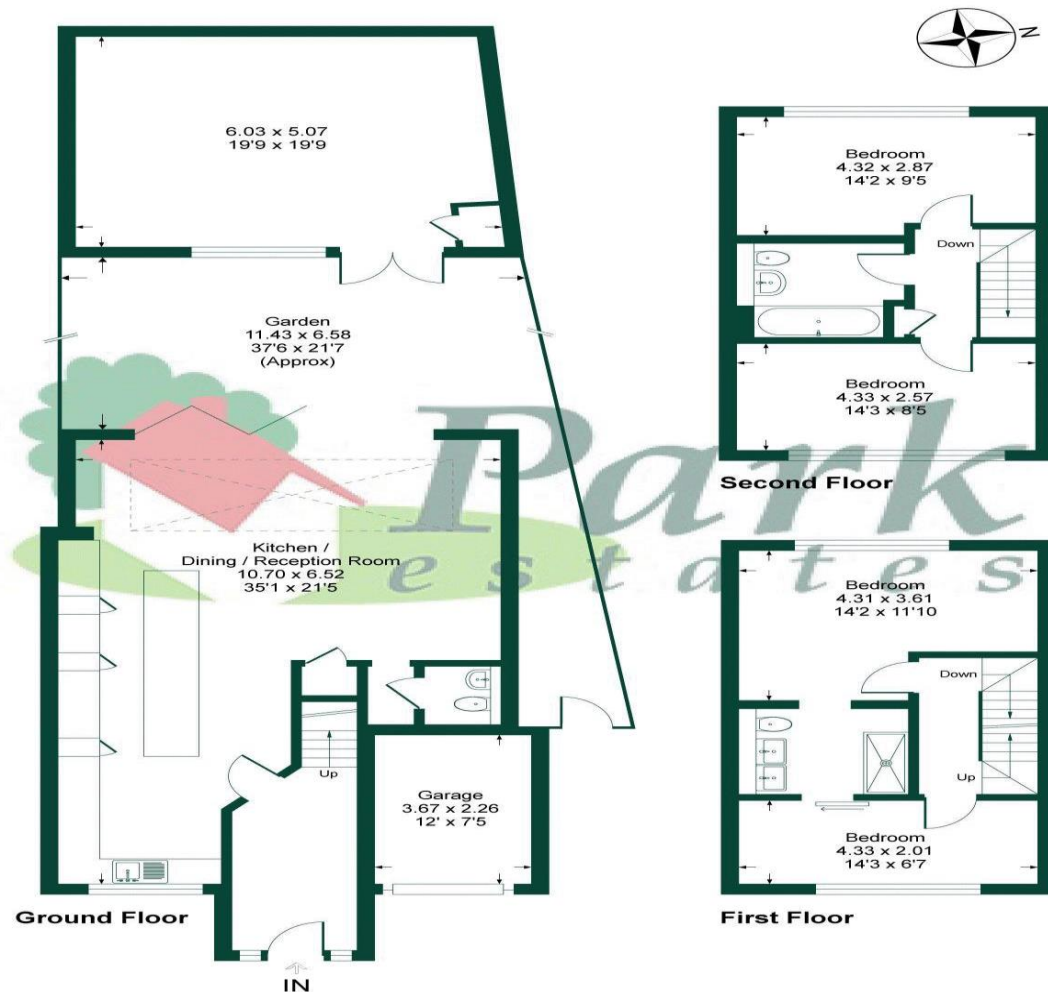 N
6.03 x 5.07
19'9 x 19'9
Garden
11.43 x 6.58
37'6 x 21'7
(Approx)
Kitchen /
Dining / Reception Room
10.70 x 6.52
35'1 x 21'5
Up
Garage
3.67 x 2.26
12' x 7'5
Ground Floor
IN
Bedroom
4.32 x 2.87
14'2 x 9'5
Down
Bedroom
4.33 x 2.57
14'3 x 8'5
Second Floor
Park
estates
Bedroom
4.31 x 3.61
14'2 x 11'10
Down
Up
Bedroom
4.33 x 2.01
14'3 x 6'7
First Floor